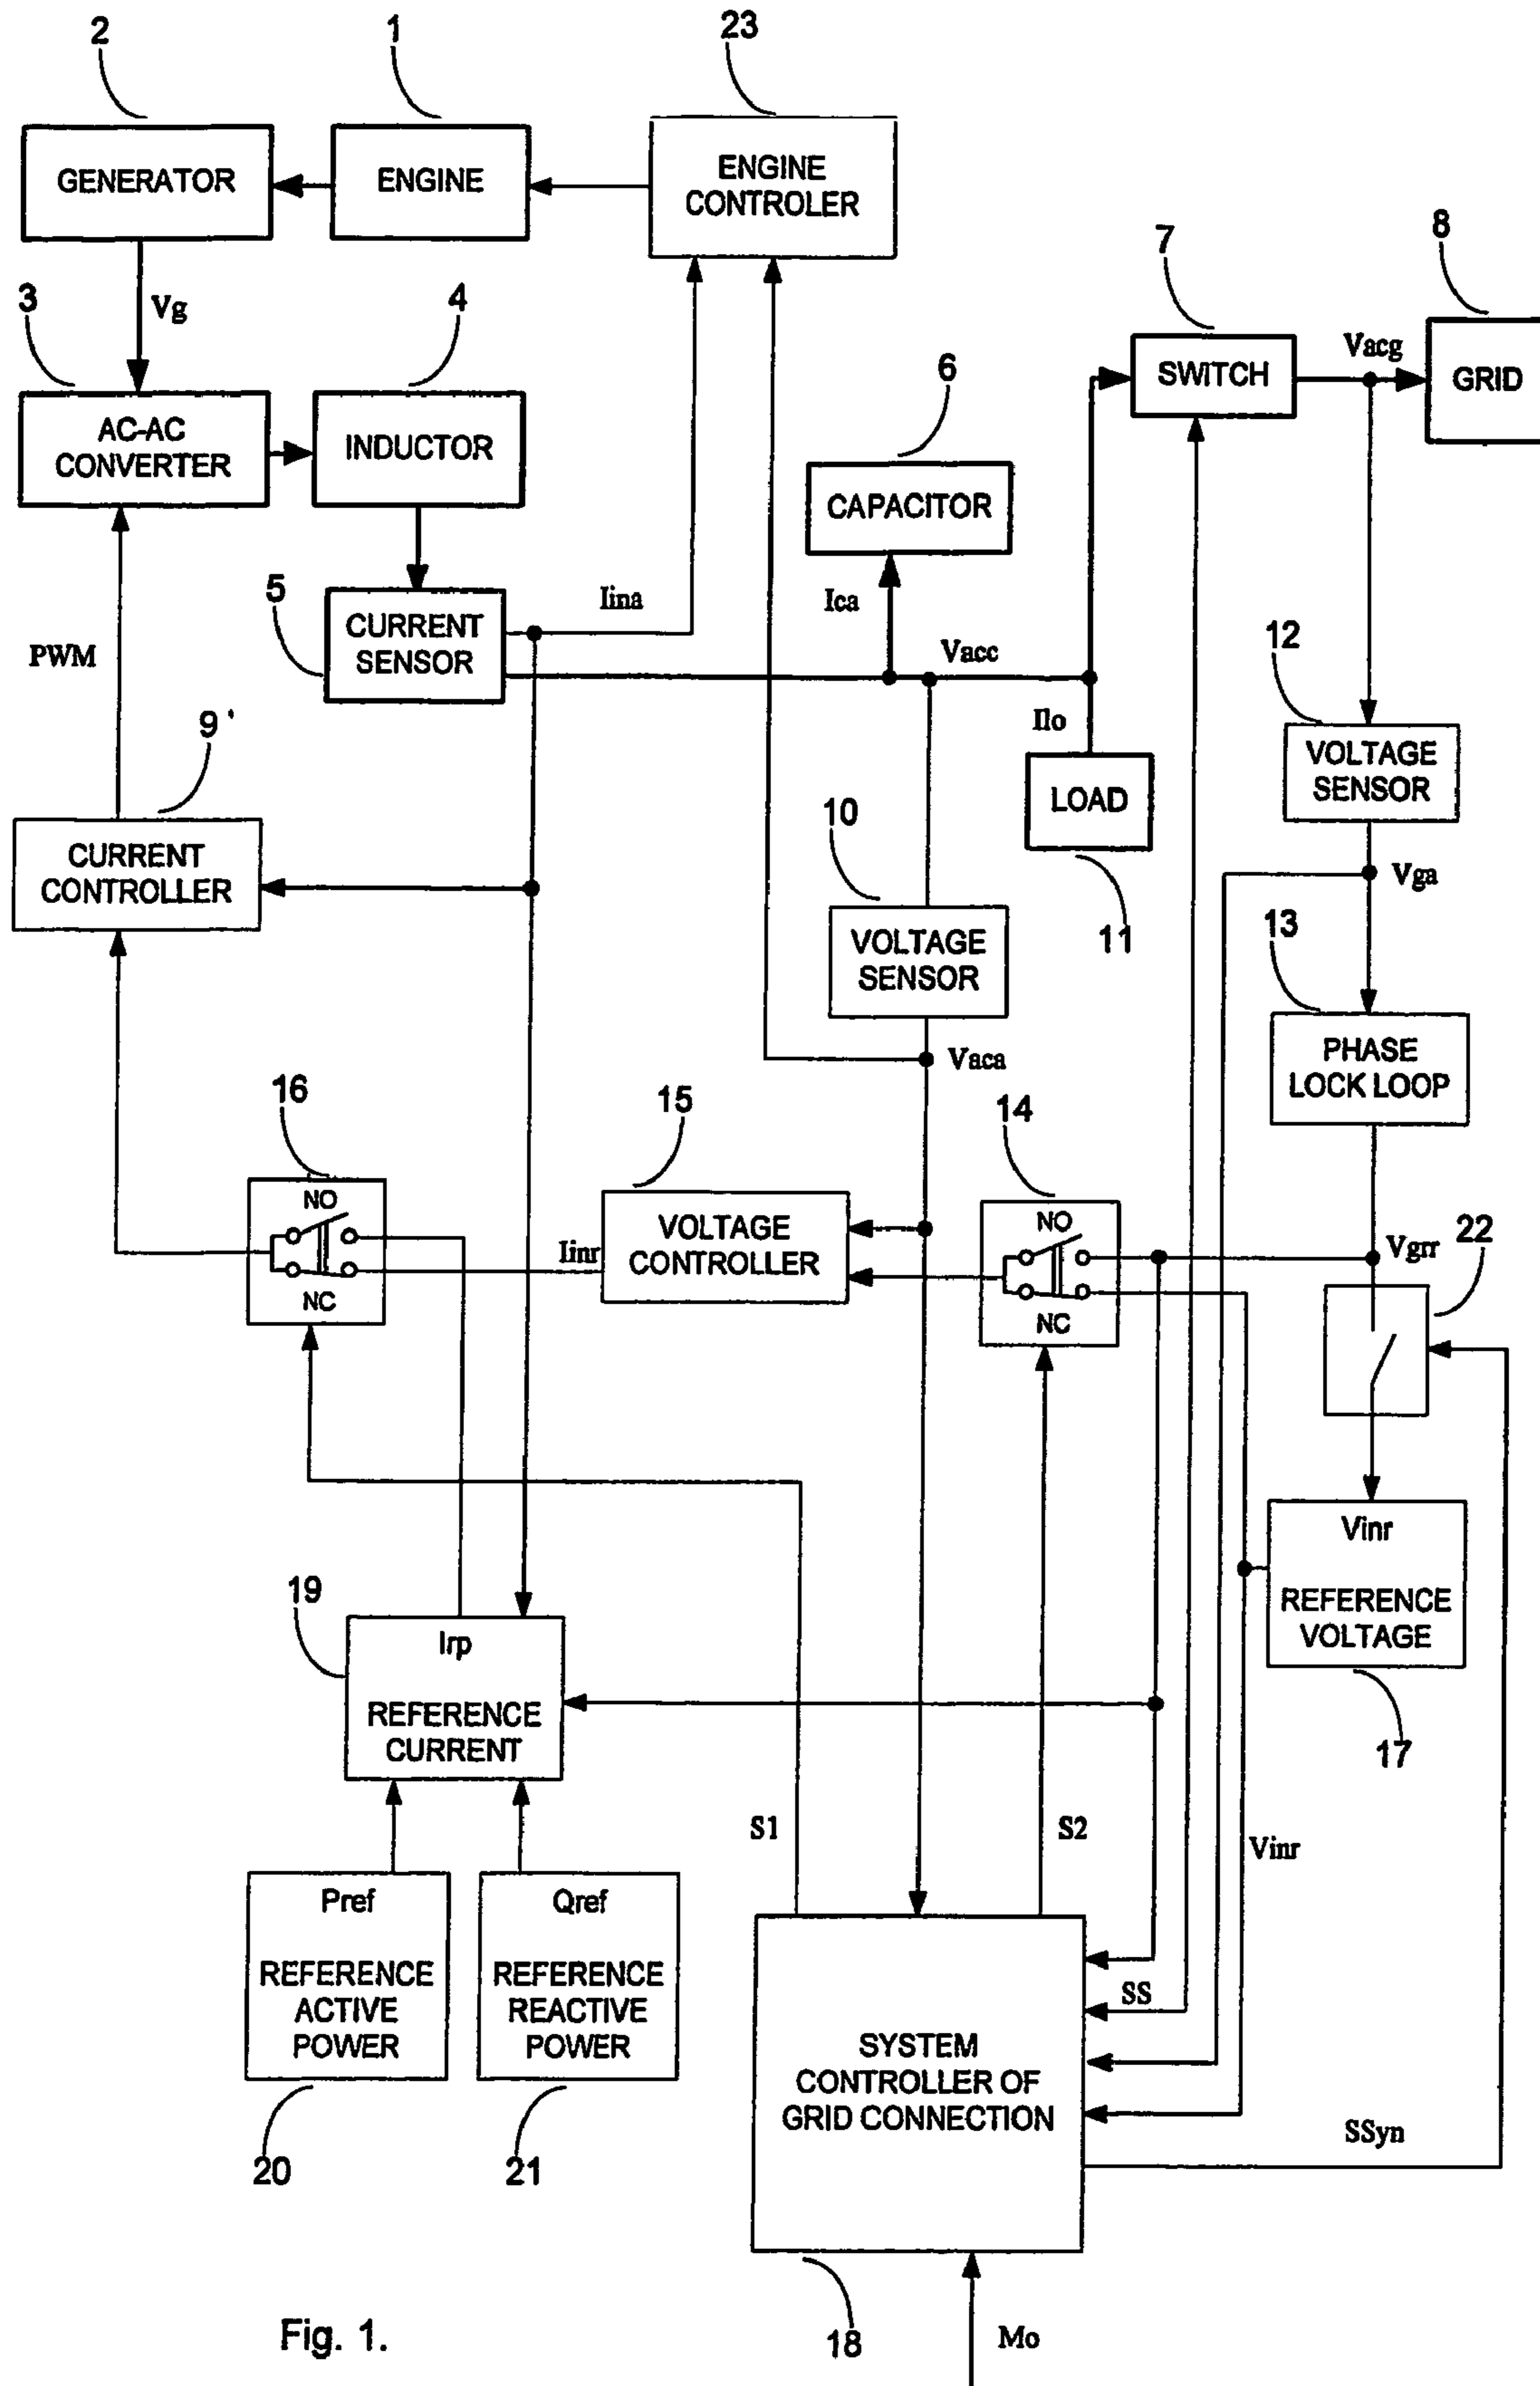 2
1
23
GENERATOR
ENGINE
ENGINE
CONTROLER
7
8
3
Vg
4
Vacg
6
SWITCH
GRID
AC-AC
CONVERTER
INDUCTOR
CAPACITOR
5
Iina
Ica
CURRENT
SENSOR
PWM
Vacc
12
Ilo
9'
VOLTAGE
SENSOR
10
LOAD
CURRENT
CONTROLLER
Vga
11
13
VOLTAGE
SENSOR
PHASE
LOCK LOOP
Vaca
16
15
14
NO
NO
VOLTAGE
CONTROLLER
Iinr
Vgrr
22
NC
NC
Vinr
REFERENCE
VOLTAGE
19
Irp
REFERENCE
CURRENT
17
S1
S2
Vinr
Pref
REFERENCE
ACTIVE
POWER
Qref
REFERENCE
REACTIVE
POWER
SS
SYSTEM
CONTROLLER OF
GRID CONNECTION
SSyn
20
21
Fig. 1.
18
Mo